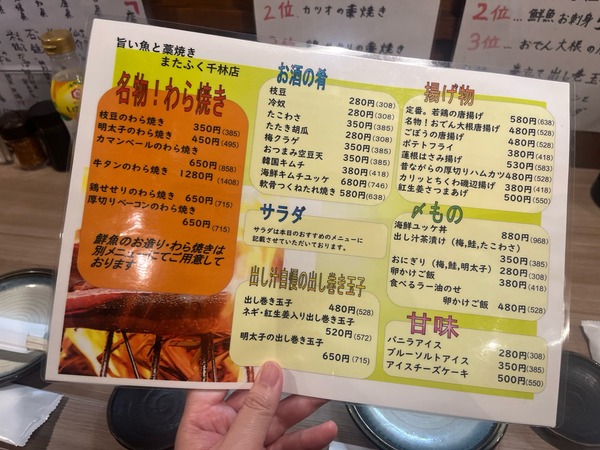 2位 カツオの藁焼き
2位…鮮魚お刺身
3位…おでん大根の
旨い魚と藁焼き
またふく千林店
名物！わら焼き
枝豆のわら焼き 350円(385)
明太子のわら焼き 450円(495)
カマンベールのわら焼き
650円(858)
牛タンのわら焼き 1280円
(1408)
鶏せせりのわら焼き 650円(715)
厚切りベーコンのわら焼き
650円(715)
鮮魚のお造り・わら焼きは
別メニューにてご用意して
おります
お酒の肴
枝豆 280円(308)
冷奴 280円(308)
たこわさ 350円(385)
たたき胡瓜 280円(308)
梅クラゲ 350円(385)
おつまみ空豆天 350円(385)
韓国キムチ 380円(418)
海鮮キムチユッケ 680円(746)
軟骨つくねたれ焼き 580円(638)
サラダ
サラダは本日のおすすめのメニューに
記載させていただいております。
出し汁自慢の出し巻き玉子
出し巻き玉子 480円(528)
ネギ・紅生姜入り出し巻き玉子
520円(572)
明太子の出し巻き玉子
650円(715)
揚げ物
定番。若鶏の唐揚げ 580円(638)
名物！おでん大根唐揚げ 480円(528)
ごぼうの唐揚げ 480円(528)
ポテトフライ 380円(418)
蓮根はさみ揚げ 530円(583)
昔ながらの厚切りハムカツ 480円(528)
カリッとちくわ磯辺揚げ 380円(418)
紅生姜さつまあげ 500円(550)
〆もの
海鮮ユッケ丼 880円(968)
出し汁茶漬け（梅,鮭,たこわさ）
380円(418)
おにぎり（梅,鮭,明太子） 280円(308)
卵かけご飯 350円(385)
食べるラー油のせ
卵かけご飯 480円(528)
甘味
バニラアイス 280円(308)
ブルーソルトアイス 350円(385)
アイスチーズケーキ 500円(550)